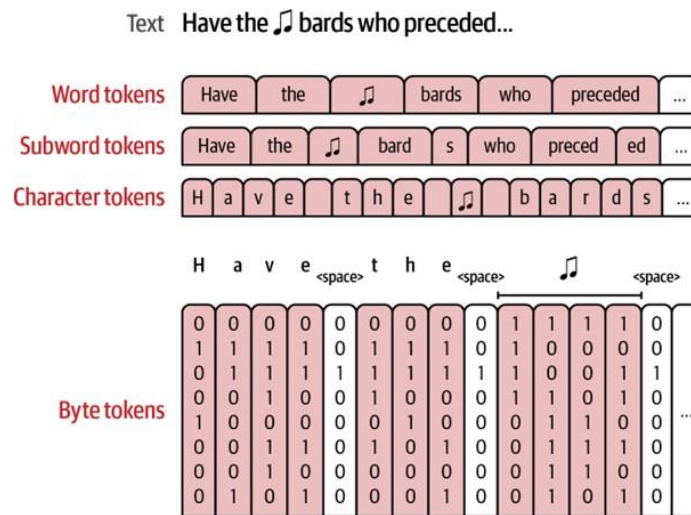 Text Have the ♫ bards who preceded...
Word tokens Have the ♫ bards who preceded ...
Subword tokens Have the ♫ bard s who preced ed ...
Character tokens H a v e t h e ♫ b a r d s ...
H a v e <space> t h e <space> ♫ <space>
0 0 0 0 0 0 0 0 0 1 1 1 1 0
1 1 1 1 0 1 1 1 0 1 0 0 0 0
0 1 1 1 1 1 1 1 1 1 0 0 1 1
0 0 1 0 0 1 0 0 0 1 1 0 1 0
Byte tokens 1 0 0 0 0 0 1 0 0 0 1 1 0 0 ...
0 0 1 1 0 1 0 1 0 0 1 1 1 0
0 0 1 0 0 0 0 0 0 0 1 1 0 0
0 1 0 1 0 0 0 1 0 0 1 0 1 0